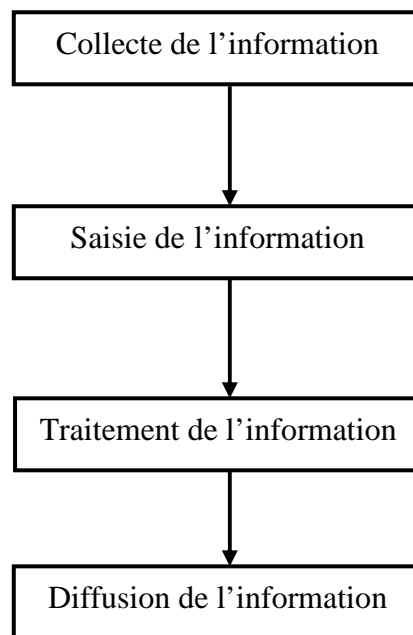 Collecte de l’information
Saisie de l’information
Traitement de l’information
Diffusion de l’information